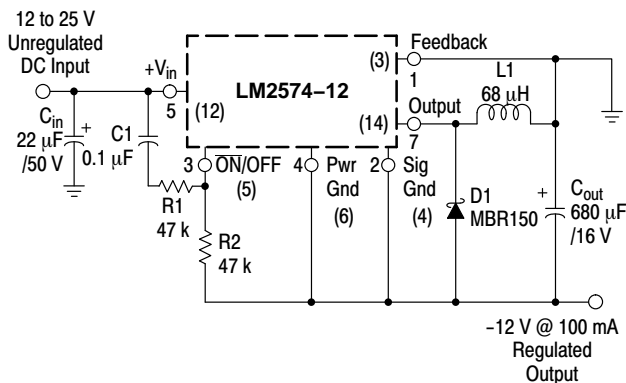 12 to 25 V
Unregulated
DC Input
+Vin
5
(12)
LM2574–12
(3)
Feedback
1
L1
68 μH
(14)
Output
7
Cin
22 μF
/50 V
+
C1
0.1 μF
3
ON/OFF
(5)
4
Pwr
Gnd
(6)
2
Sig
Gnd
(4)
R1
47 k
R2
47 k
D1
MBR150
+
Cout
680 μF
/16 V
–12 V @ 100 mA
Regulated
Output